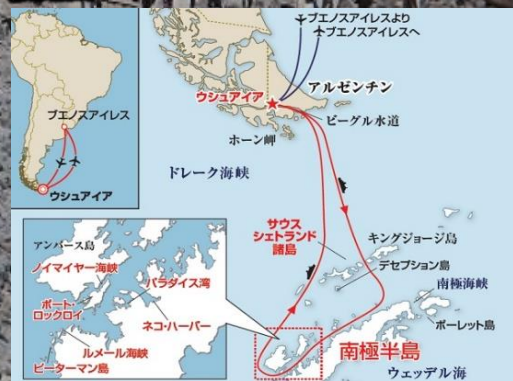 ブエノスアイレス
ウシュアイア
ブエノスアイレスより
ブエノスアイレスへ
アルゼンチン
ウシュアイア
ビーグル水道
ホーン岬
ドレーク海峡
サウス
シェトランド
諸島
キングジョージ島
デセプション島
南極海峡
ポーレット島
南極半島
ウェッデル海
アンバース島
ノイマイヤー海峡
パラダイス湾
ポート・
ロックロイ
ネコ・ハーバー
ルメール海峡
ピーターマン島